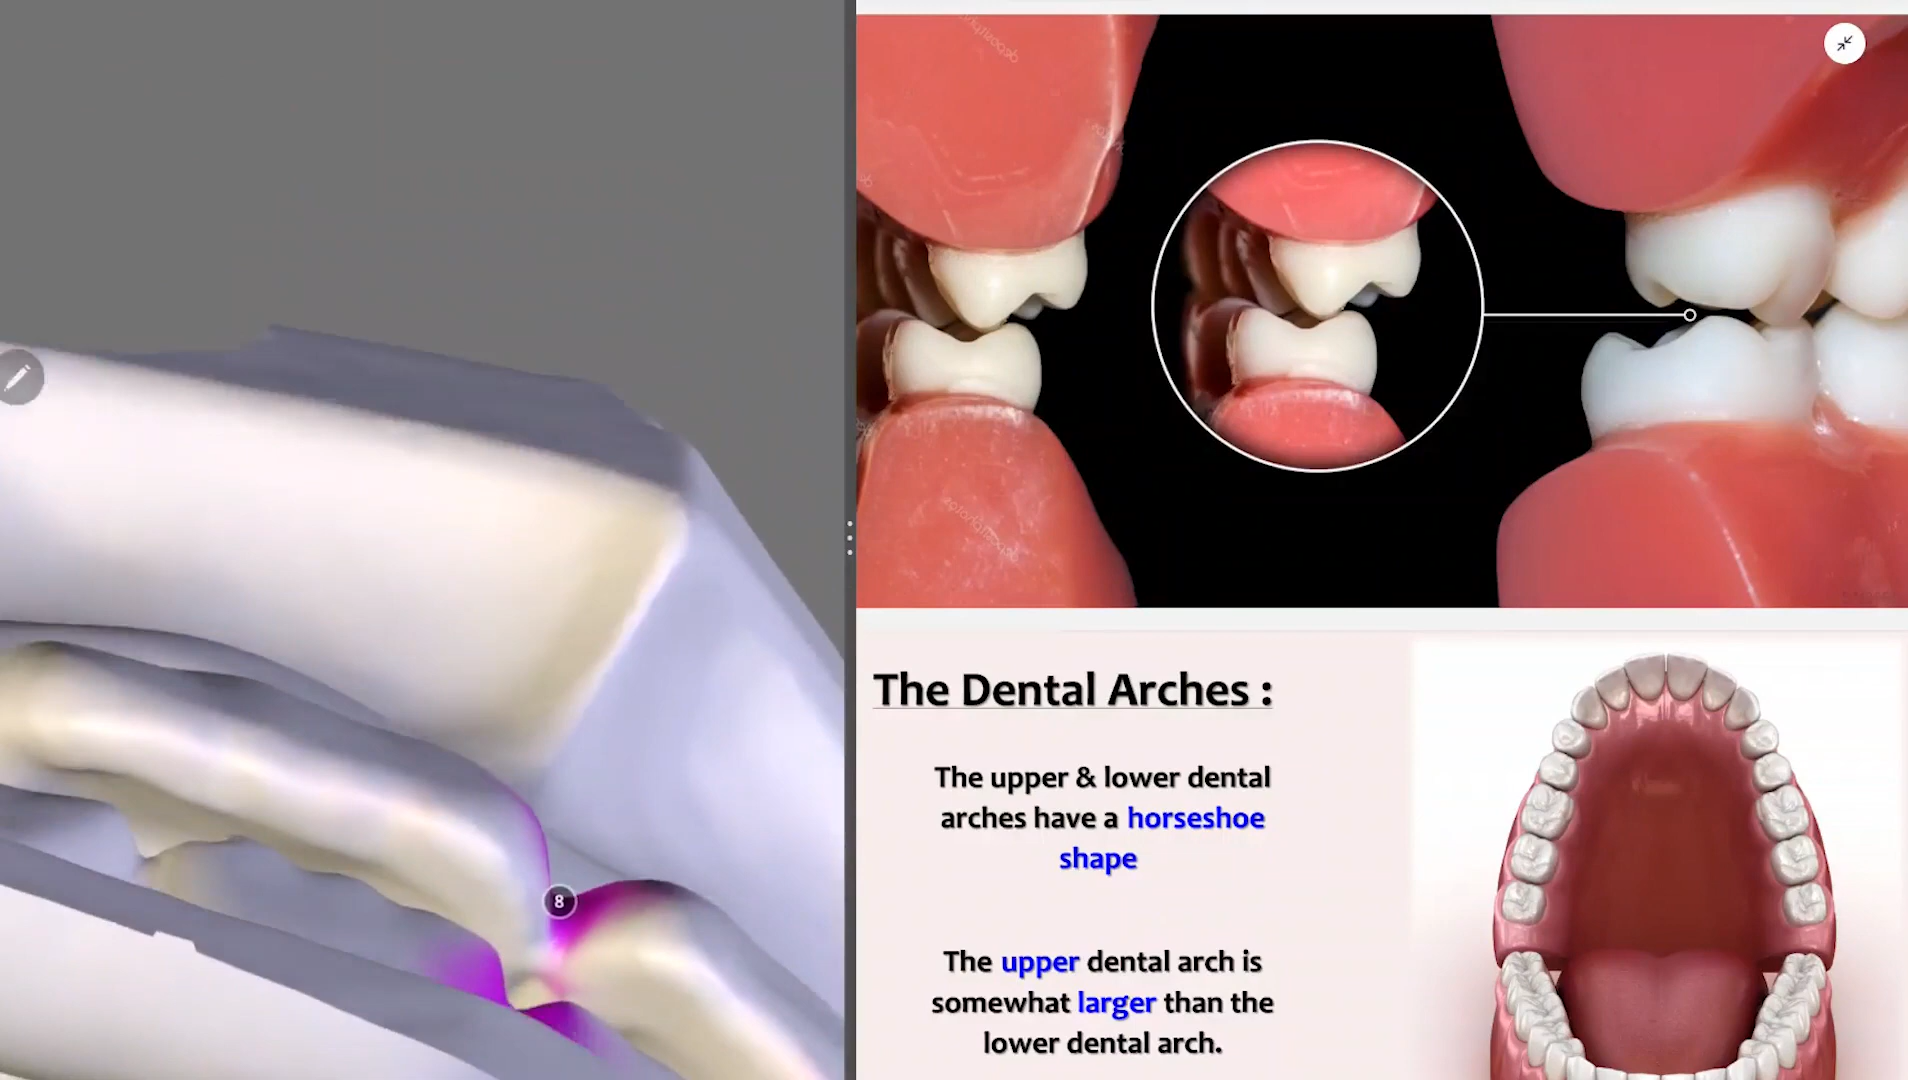 8
The Dental Arches :
The upper & lower dental
arches have a horseshoe
shape
The upper dental arch is
somewhat larger than the
lower dental arch.